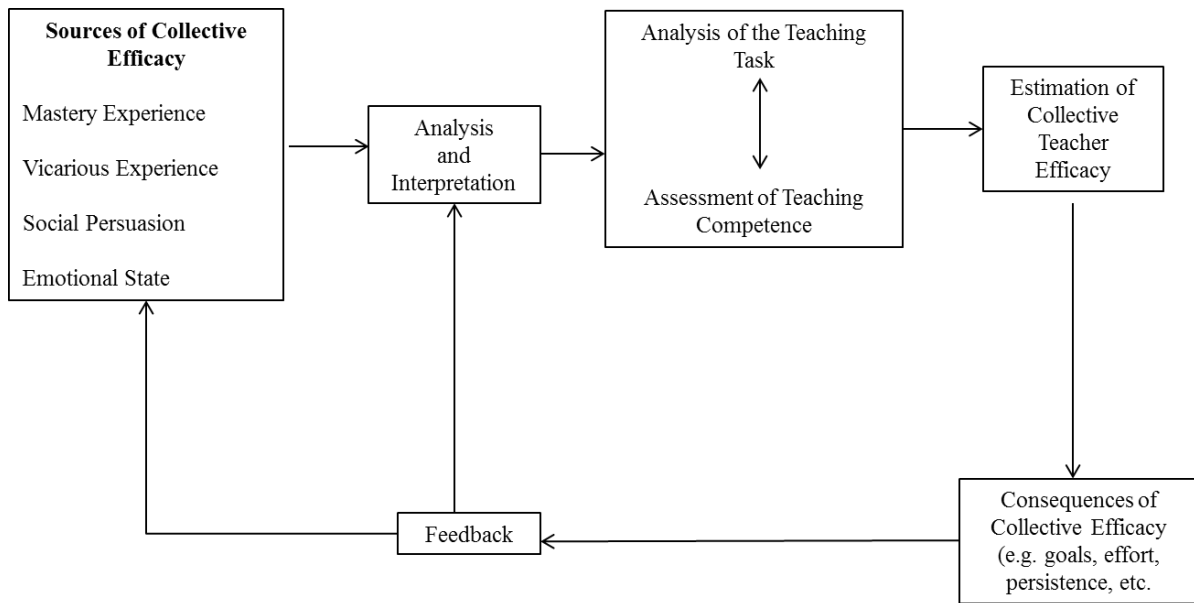 Sources of Collective
Efficacy
Mastery Experience
Vicarious Experience
Social Persuasion
Emotional State
Analysis
and
Interpretation
Analysis of the Teaching
Task
Assessment of Teaching
Competence
Estimation of
Collective
Teacher
Efficacy
Consequences of
Collective Efficacy
(e.g. goals, effort,
persistence, etc.
Feedback